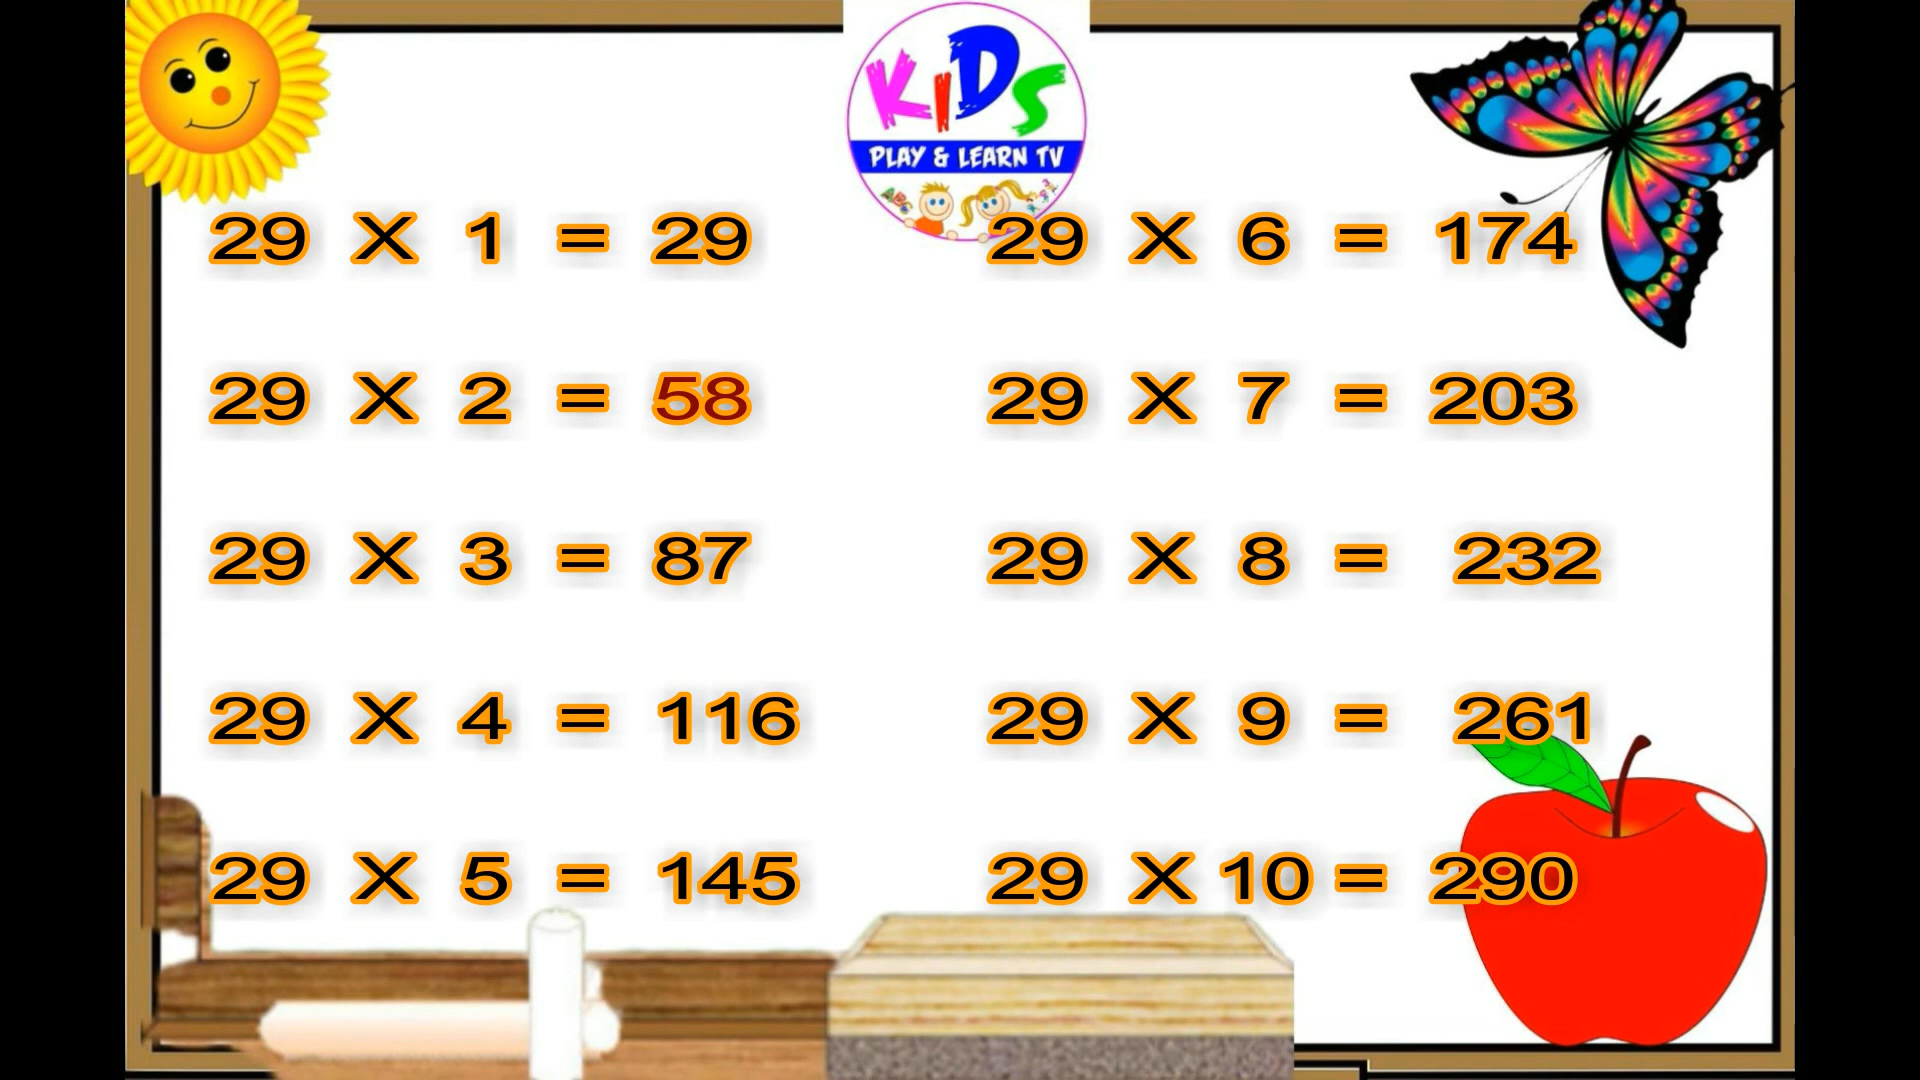 KIDS
PLAY & LEARN TV
ABC
29 X 1 = 29
29 X 2 = 58
29 X 3 = 87
29 X 4 = 116
29 X 5 = 145
29 X 6 = 174
29 X 7 = 203
29 X 8 = 232
29 X 9 = 261
29 X 10 = 290